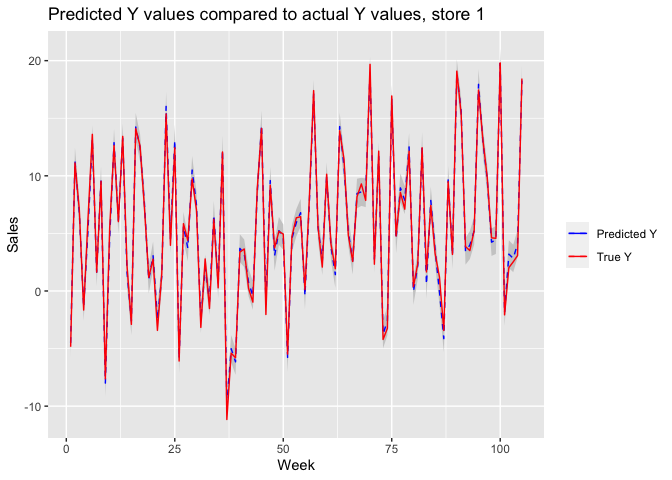 Predicted Y values compared to actual Y values, store 1
20
10
0
-10
Sales
0 25 50 75 100
Week
Predicted Y
True Y